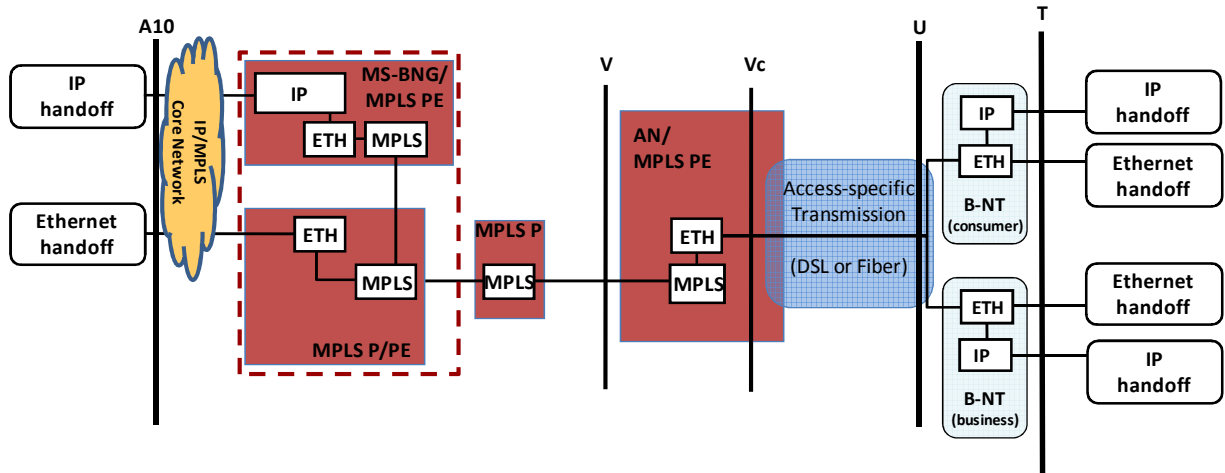 A10
IP
handoff
Ethernet
handoff
IP/MPLS
Core Network
MS-BNG/
MPLS PE
IP
ETH
MPLS
ETH
MPLS
MPLS P/PE
MPLS P
MPLS
V
Vc
AN/
MPLS PE
ETH
MPLS
Access-specific
Transmission
(DSL or Fiber)
U
T
IP
ETH
B-NT
(consumer)
ETH
IP
B-NT
(business)
IP
handoff
Ethernet
handoff
Ethernet
handoff
IP
handoff